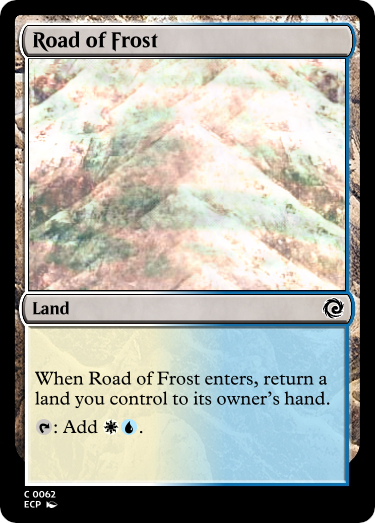 Road of Frost
Land
When Road of Frost enters, return a
land you control to its owner's hand.
: Add .
C 0062
ECP